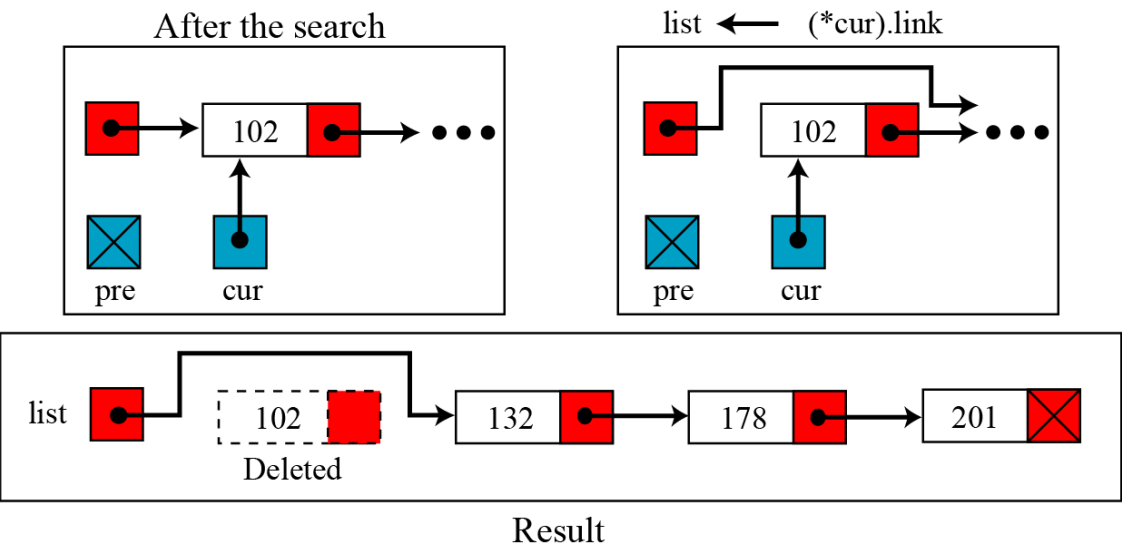 After the search
list ← (*cur).link
102
pre cur
102
pre cur
list 102 132 178 201
Deleted
Result